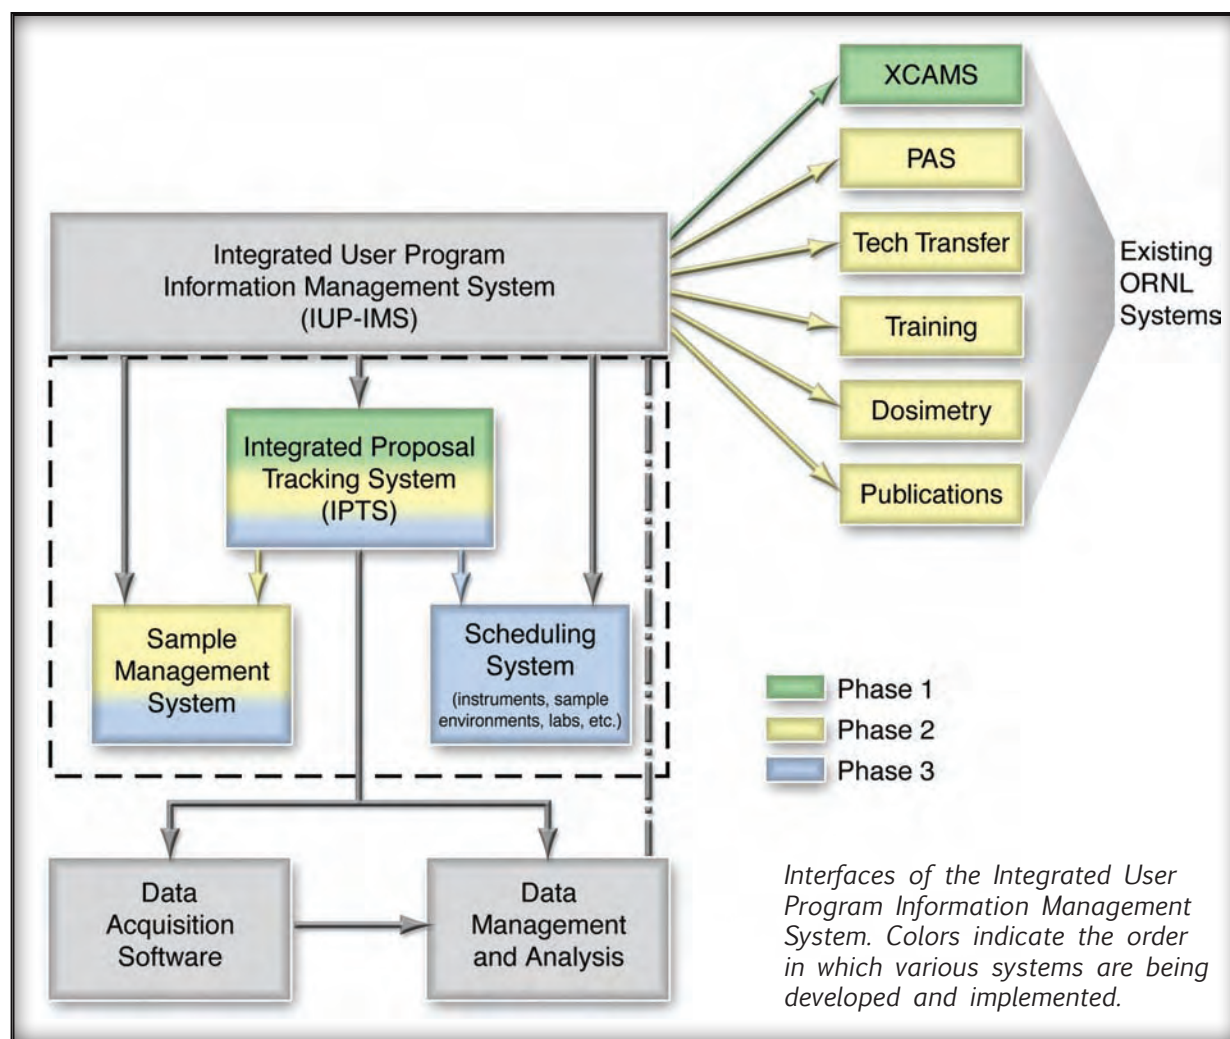 XCAMS
PAS
Tech Transfer
Training
Dosimetry
Publications
Existing
ORNL
Systems
Integrated User Program
Information Management System
(IUP-IMS)
Integrated Proposal
Tracking System
(IPTS)
Sample
Management
System
Scheduling
System
(instruments, sample
environments, labs, etc.)
Phase 1
Phase 2
Phase 3
Data
Acquisition
Software
Data
Management
and Analysis
Interfaces of the Integrated User
Program Information Management
System. Colors indicate the order
in which various systems are being
developed and implemented.